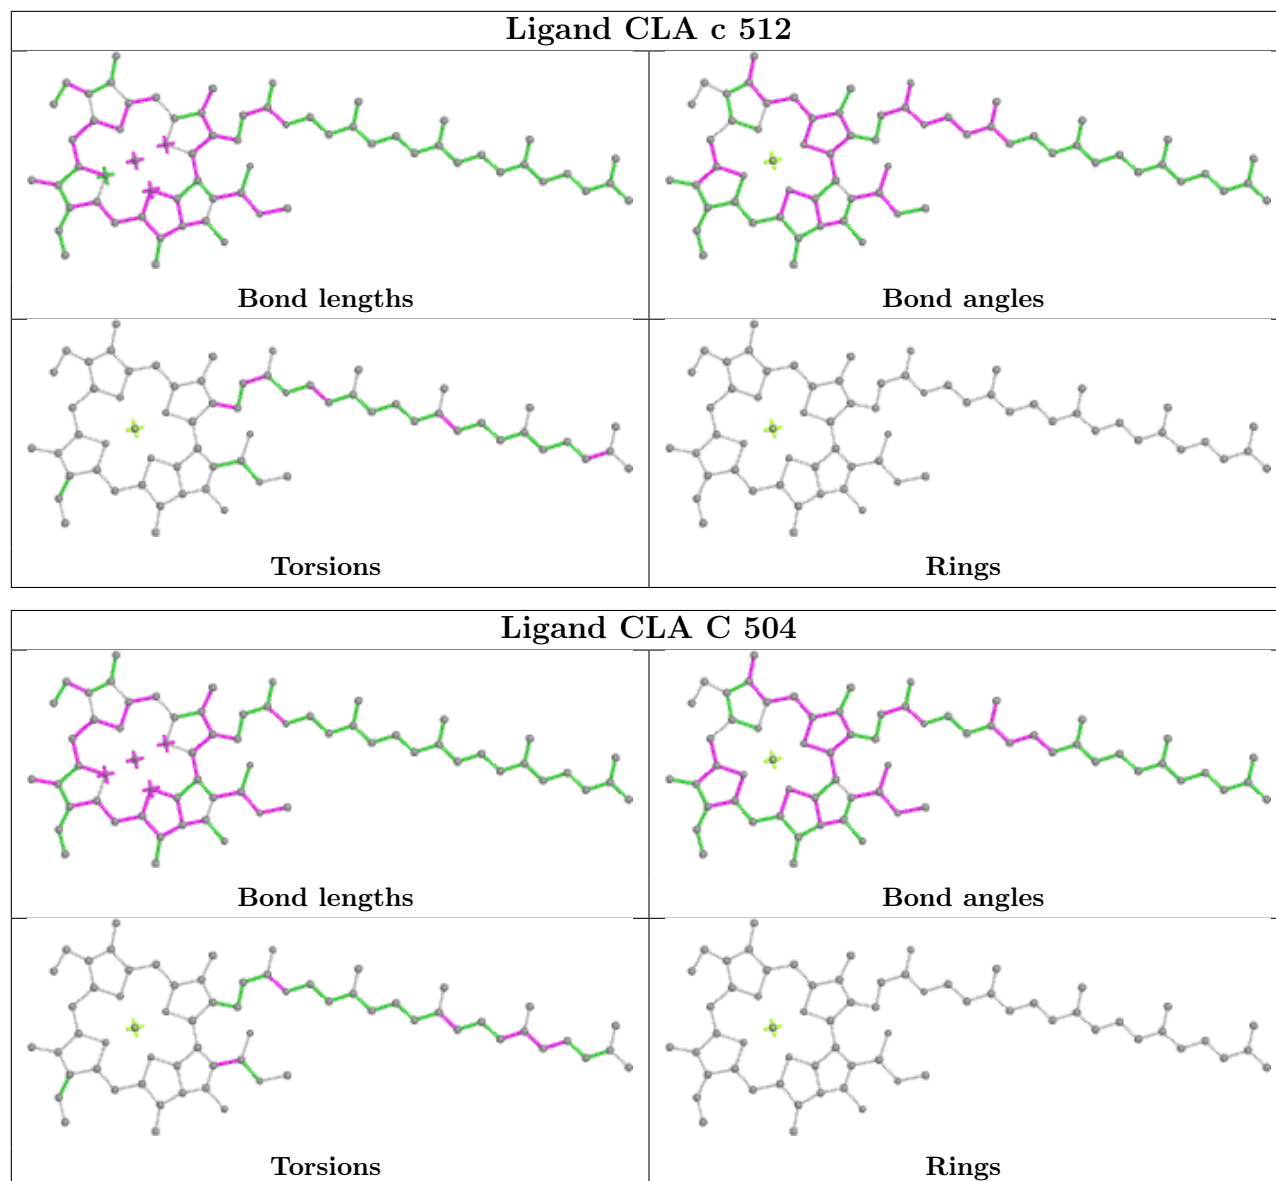 Ligand CLA c 512
Bond lengths
Bond angles
Torsions
Rings
Ligand CLA C 504
Bond lengths
Bond angles
Torsions
Rings